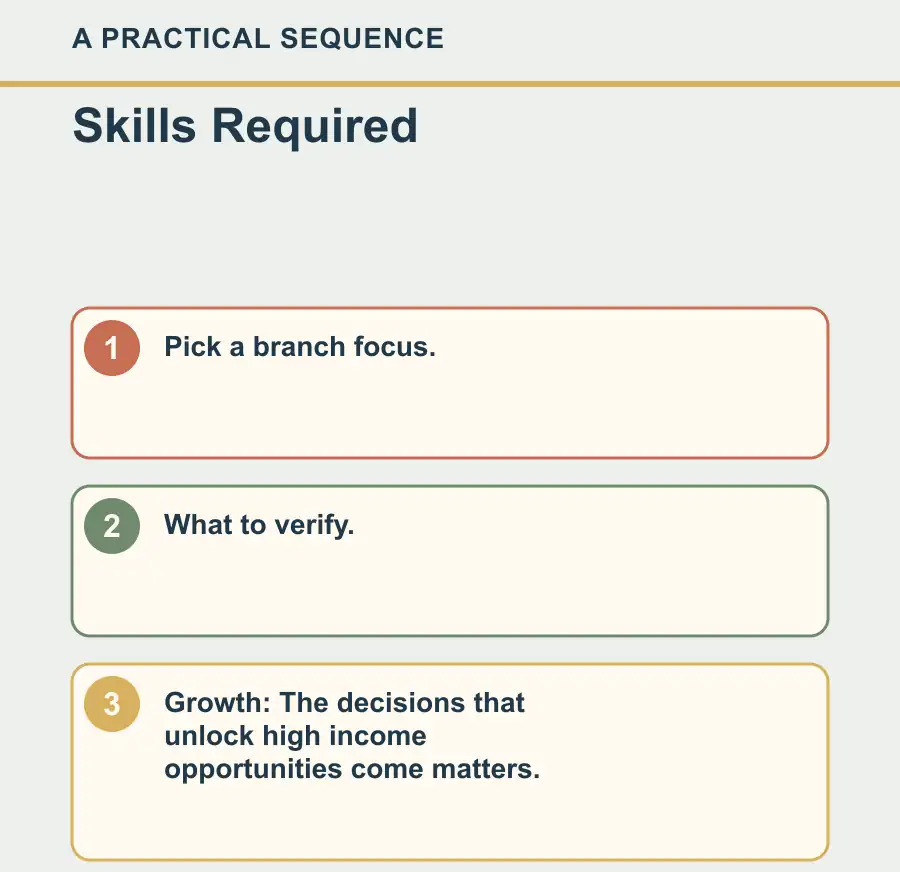 A PRACTICAL SEQUENCE
Skills Required
1
Pick a branch focus.
2
What to verify.
3
Growth: The decisions that
unlock high income
opportunities come matters.